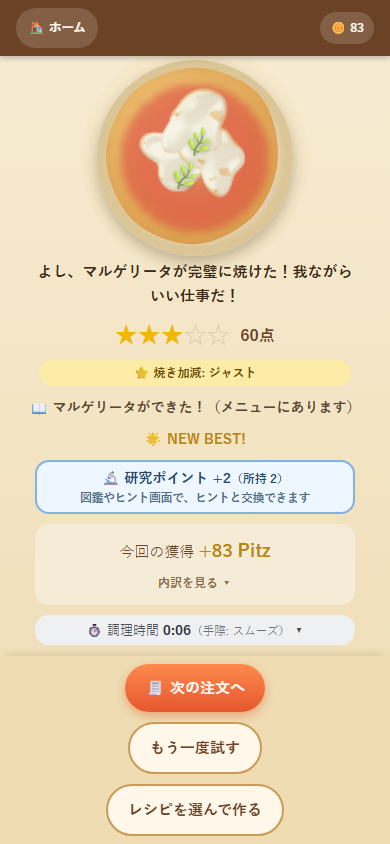 ホーム
83
よし、マルゲリータが完璧に焼けた！我ながら
いい仕事だ！
★★★☆☆ 60点
焼き加減: ジャスト
マルゲリータができた！（メニューにあります）
NEW BEST!
研究ポイント +2（所持 2）
図鑑やヒント画面で、ヒントと交換できます
今回の獲得 +83 Pitz
内訳を見る ▼
調理時間 0:06（手際: スムーズ） ▼
次の注文へ
もう一度試す
レシピを選んで作る